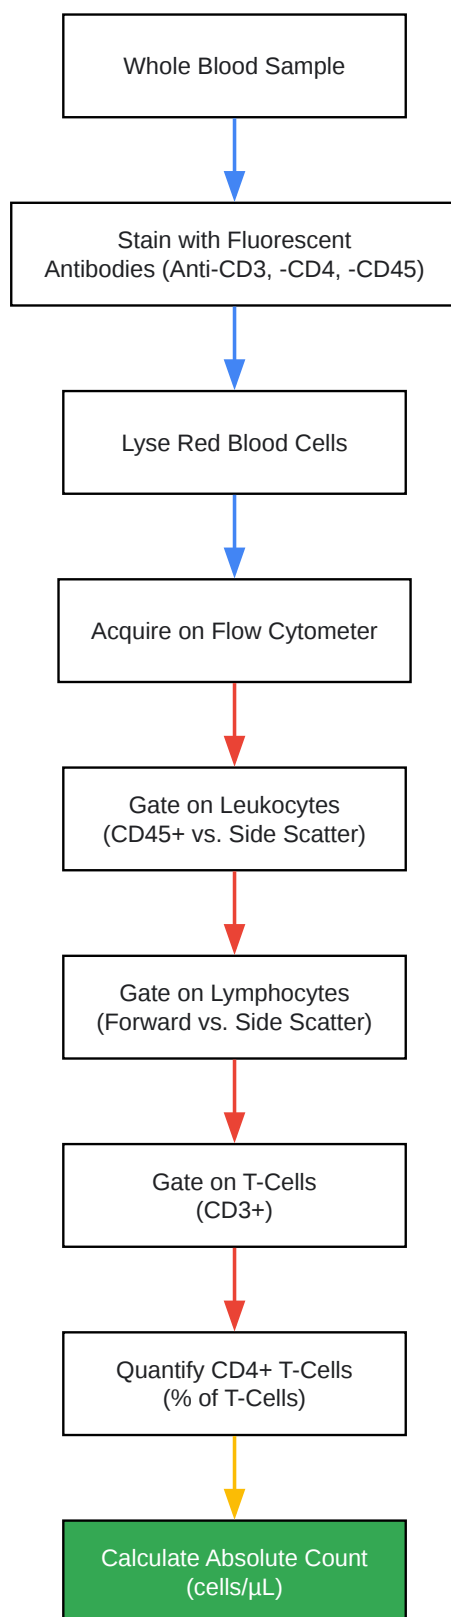 Whole Blood Sample
Stain with Fluorescent
Antibodies (Anti-CD3, -CD4, -CD45)
Lyse Red Blood Cells
Acquire on Flow Cytometer
Gate on Leukocytes
(CD45+ vs. Side Scatter)
Gate on Lymphocytes
(Forward vs. Side Scatter)
Gate on T-Cells
(CD3+)
Quantify CD4+ T-Cells
(% of T-Cells)
Calculate Absolute Count
(cells/µL)